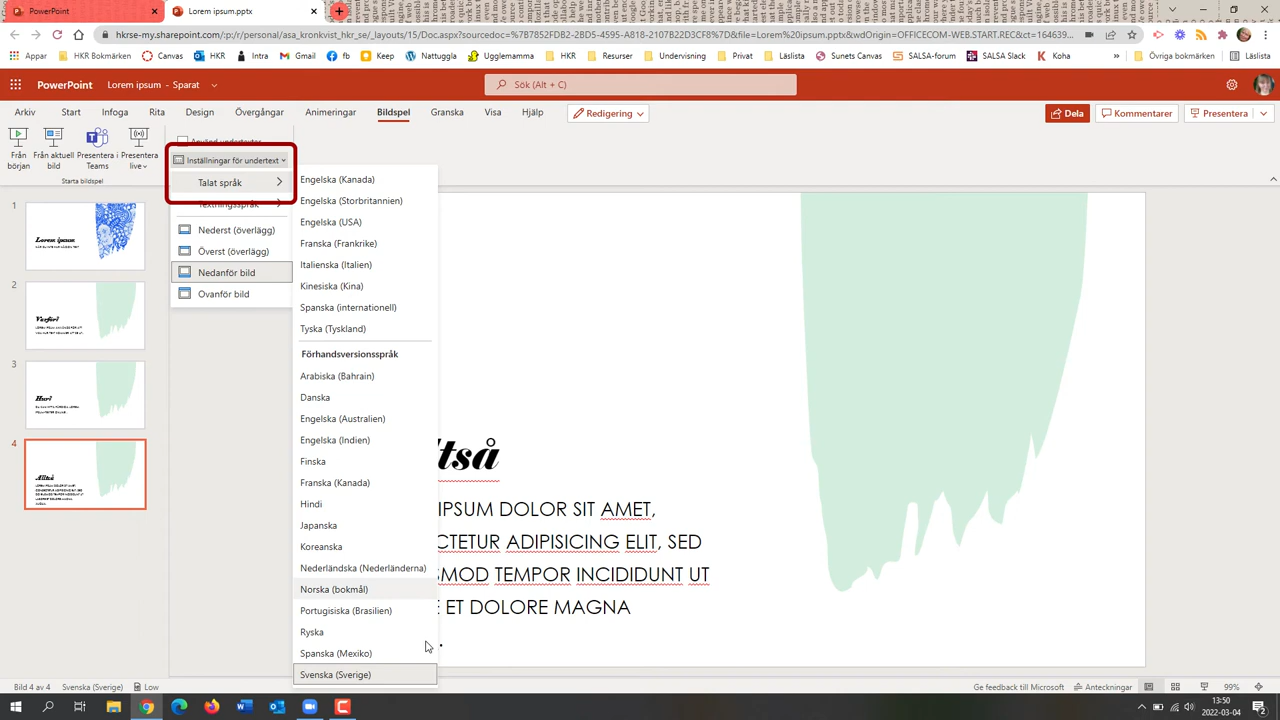 PowerPoint
Lorem ipsum.pptx
hkrse-my.sharepoint.com/:p:/r/personal/asa_kronkvist_hkr_se/_layouts/15/Doc.aspx?sourcedoc=%7B7852FDB2-2BD5-4595-A818-2107B22D3CF8%7D&file=Lorem%20ipsum.pptx&wdOrigin=OFFICECOM-WEB.START.REC&ct=164639...
Appar
HKR Bokmärken
Canvas
HKR
Intra
Gmail
fb
Keep
Nattuggla
Ugglemamma
HKR
Resurser
Undervisning
Privat
Läslista
Sunets Canvas
SALSA-forum
SALSA Slack
Koha
Övriga bokmärken
Läslista
PowerPoint
Lorem ipsum - Sparat
Sök (Alt + C)
Arkiv
Start
Infoga
Rita
Design
Övergångar
Animeringar
Bildspel
Granska
Visa
Hjälp
Redigering
Dela
Kommentarer
Presentera
Från början
Från aktuell bild
Presentera i Teams
Presentera live
Starta bildspel
Använd undertexter
Inställningar för undertext
Talat språk
Textningsspråk
Nederst (överlägg)
Överst (överlägg)
Nedanför bild
Ovanför bild
Engelska (Kanada)
Engelska (Storbritannien)
Engelska (USA)
Franska (Frankrike)
Italienska (Italien)
Kinesiska (Kina)
Spanska (internationell)
Tyska (Tyskland)
Förhandsversionsspråk
Arabiska (Bahrain)
Danska
Engelska (Australien)
Engelska (Indien)
Finska
Franska (Kanada)
Hindi
Japanska
Koreanska
Nederländska (Nederländerna)
Norska (bokmål)
Portugisiska (Brasilien)
Ryska
Spanska (Mexiko)
Svenska (Sverige)
1
Lorem ipsum
2
Varför?
3
Hur?
4
Alltså
ltså
IPSUM DOLOR SIT AMET,
CTETUR ADIPISICING ELIT, SED
SMOD TEMPOR INCIDIDUNT UT
E ET DOLORE MAGNA
.
Bild 4 av 4
Svenska (Sverige)
Low
Ge feedback till Microsoft
Anteckningar
99%
13:50
2022-03-04
2